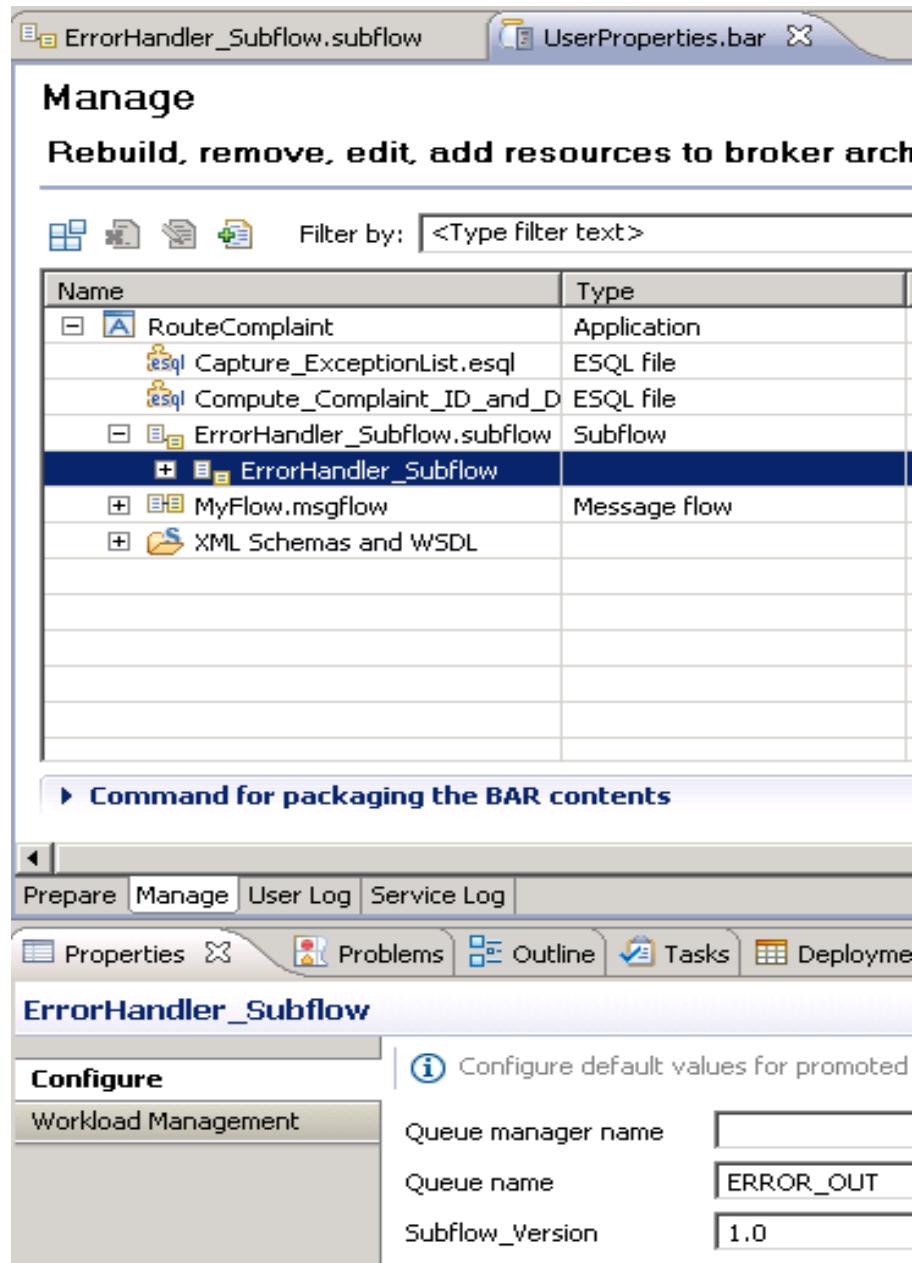 ErrorHandler_Subflow.subflow UserProperties.bar
Manage
Rebuild, remove, edit, add resources to broker arch
Filter by: <Type filter text>
Name Type
RouteComplaint Application
esql Capture_ExceptionList.esql ESQL file
esql Compute_Complaint_ID_and_D ESQL file
ErrorHandler_Subflow.subflow Subflow
ErrorHandler_Subflow
MyFlow.msgflow Message flow
XML Schemas and WSDL
Command for packaging the BAR contents
Prepare Manage User Log Service Log
Properties Problems Outline Tasks Deployme
ErrorHandler_Subflow
Configure Configure default values for promoted
Workload Management
Queue manager name
Queue name ERROR_OUT
Subflow_Version 1.0